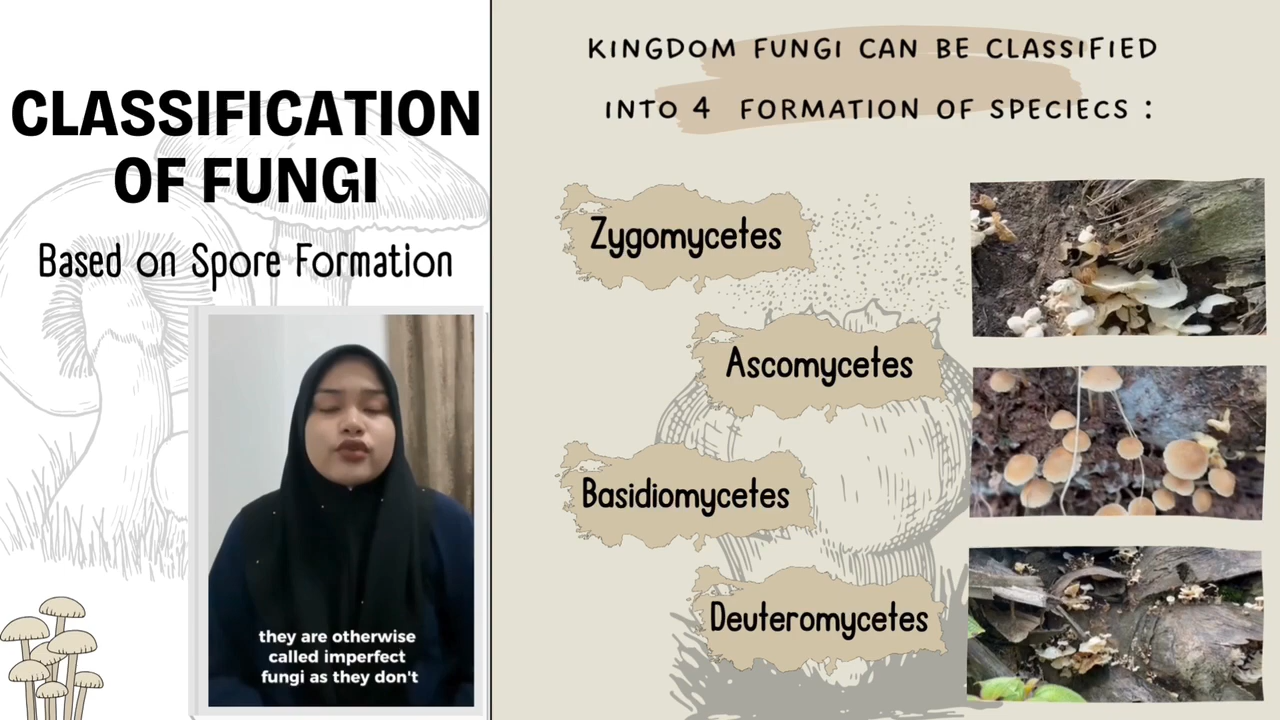 CLASSIFICATION
OF FUNGI
Based on Spore Formation
they are otherwise
called imperfect
fungi as they don't
KINGDOM FUNGI CAN BE CLASSIFIED
INTO 4 FORMATION OF SPECIECS :
Zygomycetes
Ascomycetes
Basidiomycetes
Deuteromycetes